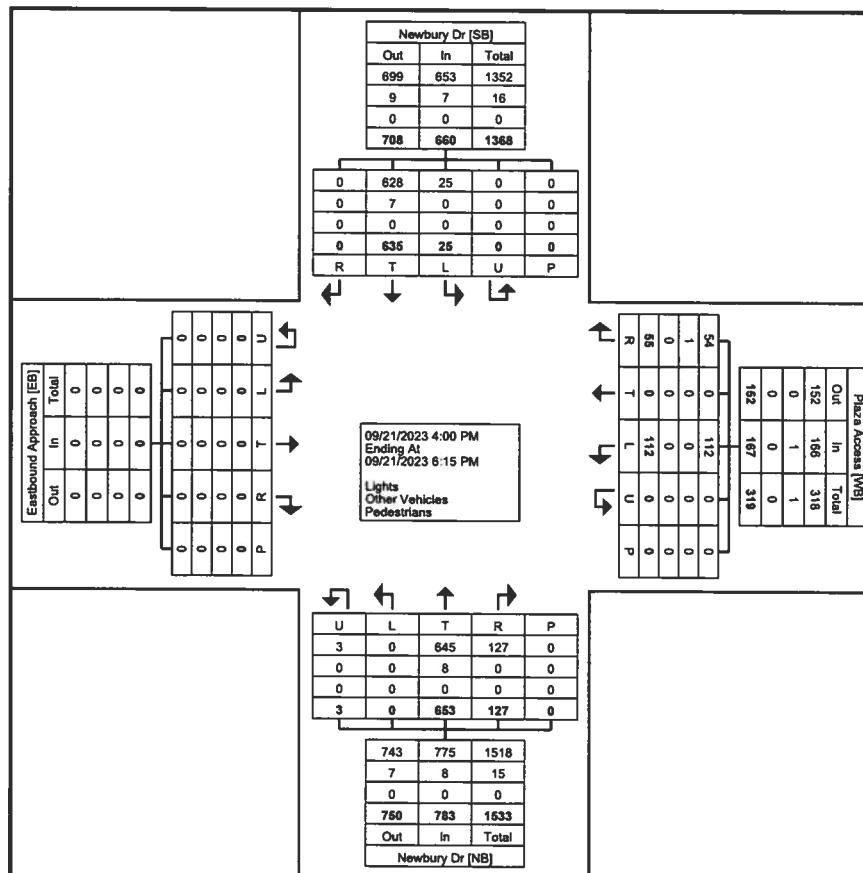 Newbury Dr [SB]
Out In Total
699 653 1352
9 7 16
0 0 0
708 660 1368
0 628 25 0 0
0 7 0 0 0
0 0 0 0 0
0 635 25 0 0
R T L U P
Eastbound Approach [EB]
Out In Total
0 0 0
0 0 0
0 0 0
0 0 0
0 0 0 0 0
0 0 0 0 0
0 0 0 0 0
0 0 0 0 0
P R T L U
09/21/2023 4:00 PM
Ending At
09/21/2023 6:15 PM
Lights
Other Vehicles
Pedestrians
Plaza Access [WB]
Out In Total
152 166 318
0 1 1
0 0 0
162 167 319
54 0 112 0 0
1 0 0 0 0
0 0 0 0 0
55 0 112 0 0
R T L U P
U L T R P
3 0 645 127 0
0 0 8 0 0
0 0 0 0 0
3 0 653 127 0
743 775 1518
7 8 15
0 0 0
750 783 1533
Out In Total
Newbury Dr [NB]